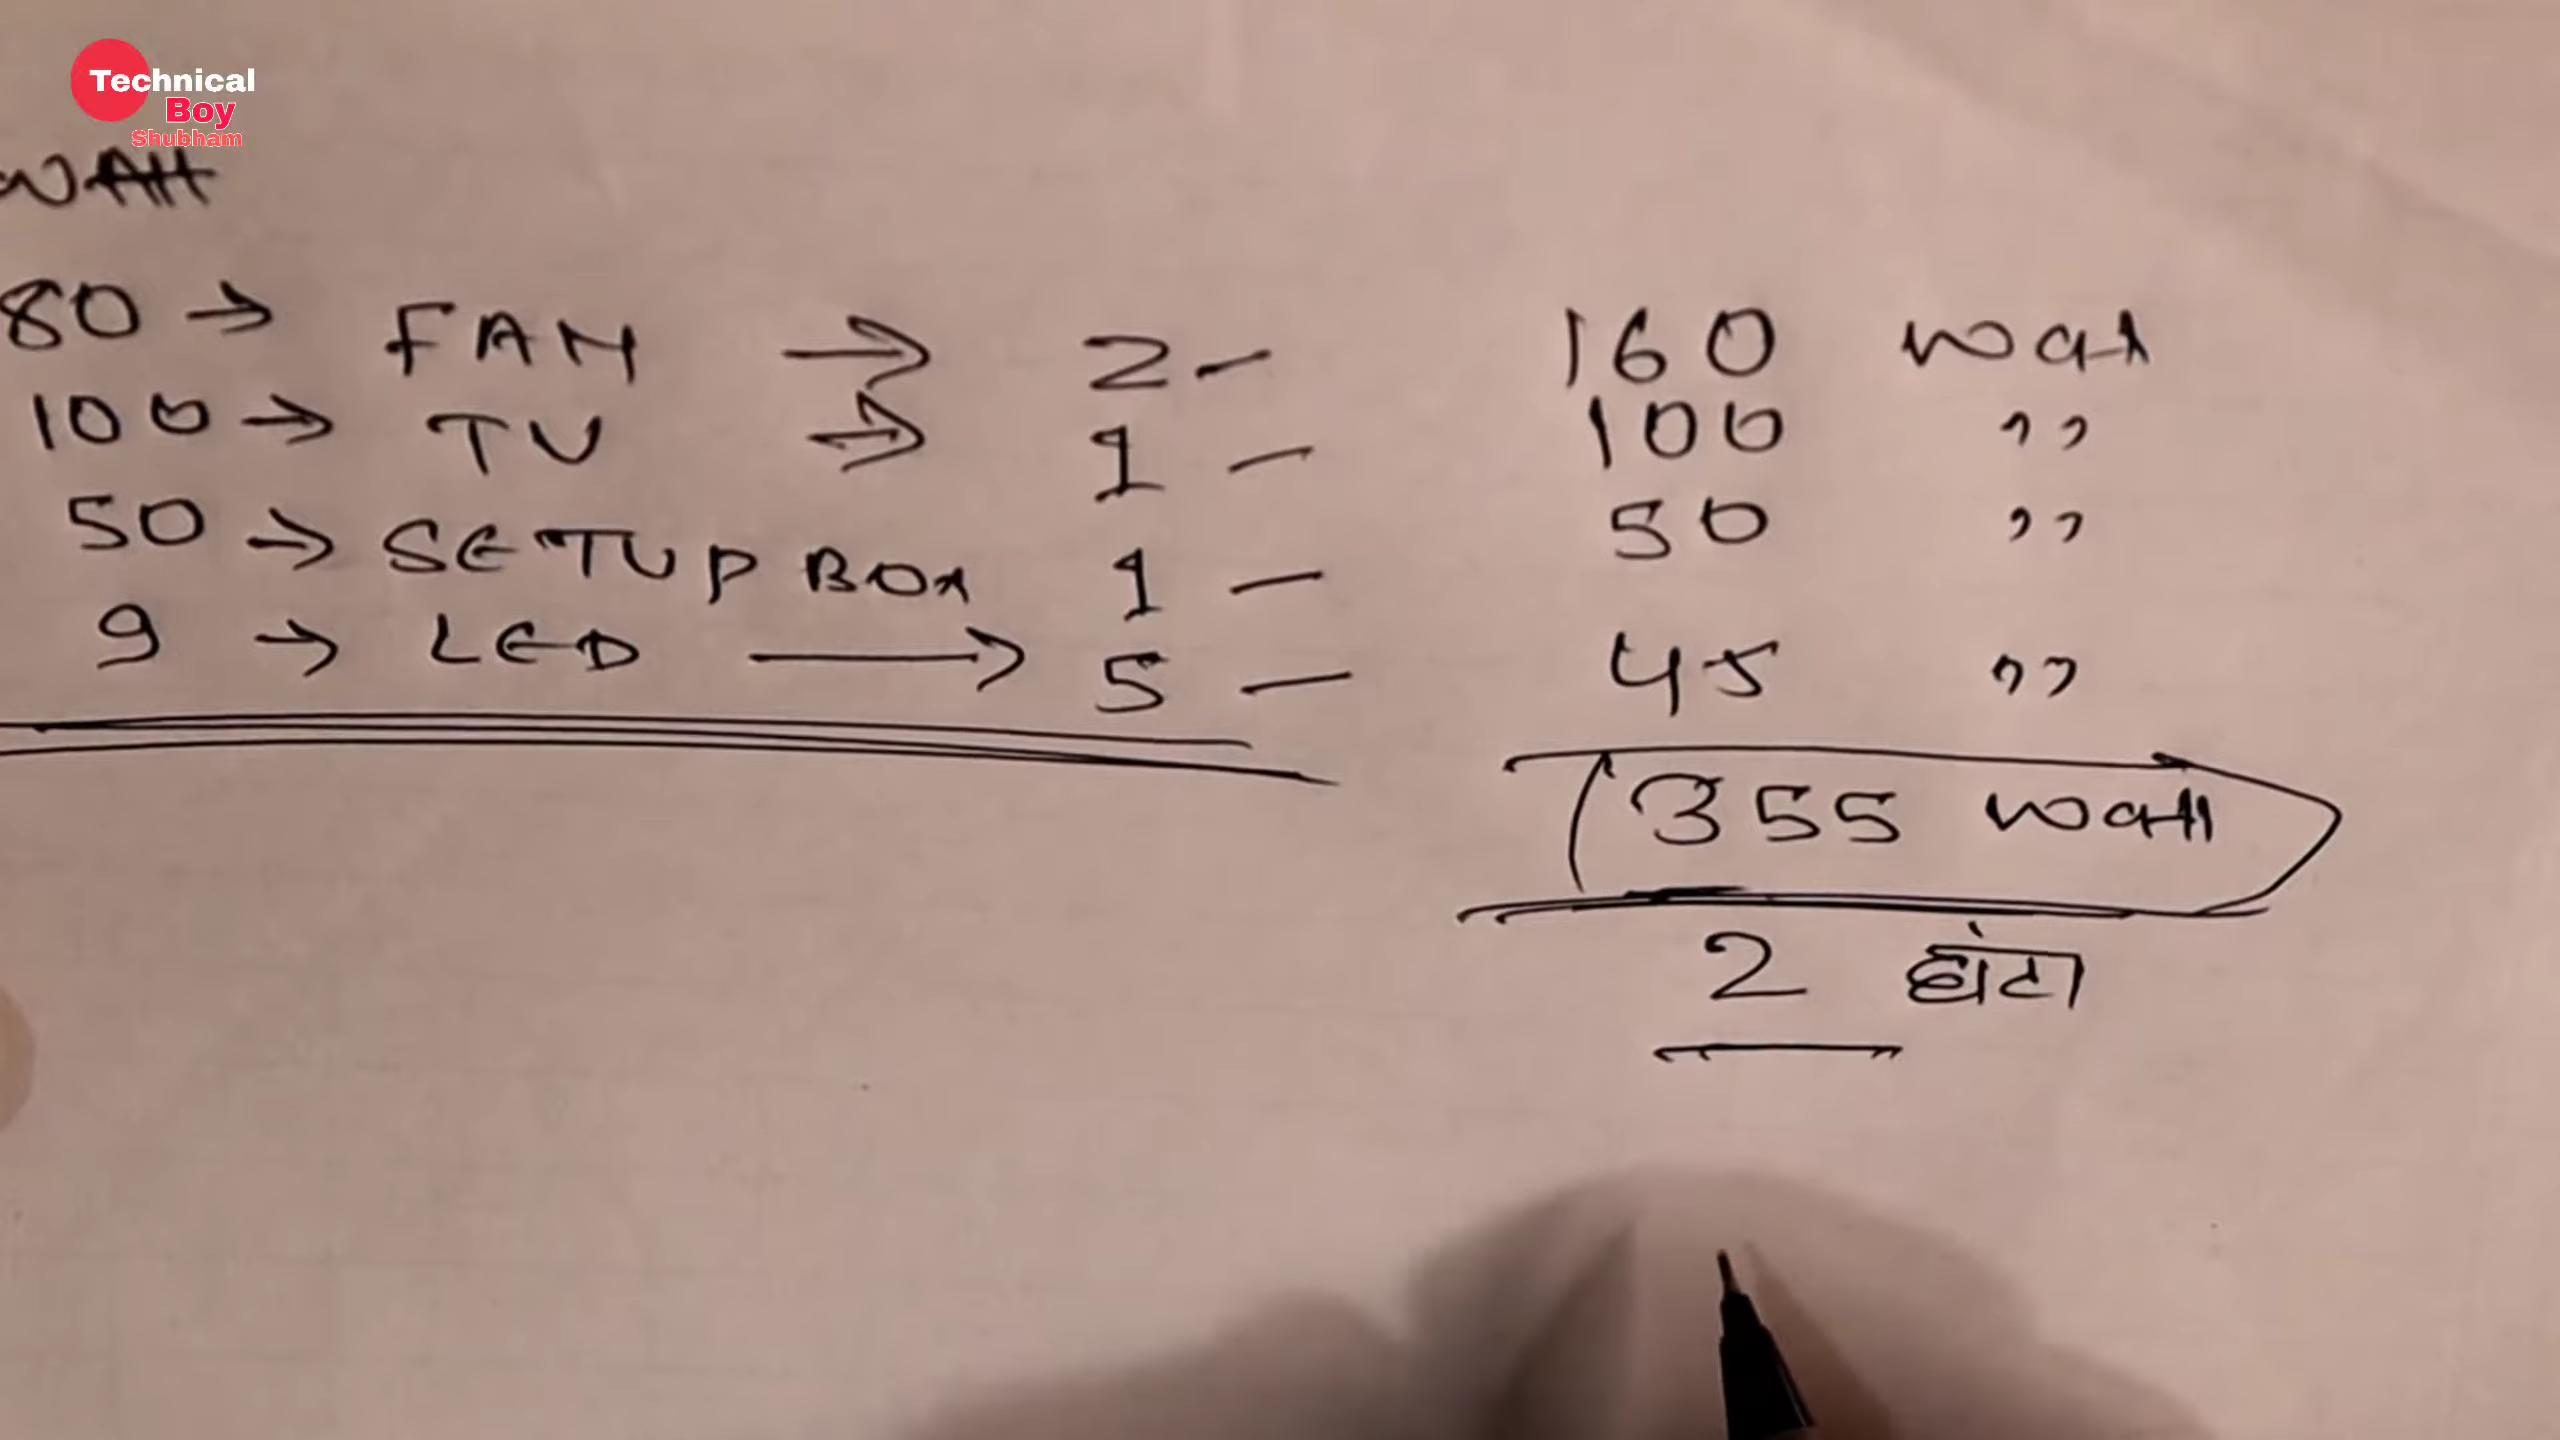 Technical
Boy
Shubham
WATT
80 → FAN → 2 - 160 watt
100 → TV → 1 - 100 ,,
50 → SETUP BOX 1 - 50 ,,
9 → LED → 5 - 45 ,,
355 watt
2 घंटा